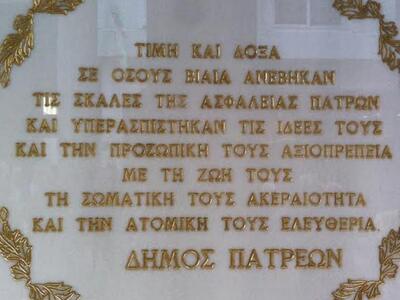 ΤΙΜΗ ΚΑΙ ΔΟΞΑ
ΣΕ ΟΣΟΥΣ ΒΙΑΙΑ ΑΝΕΒΗΚΑΝ
ΤΙΣ ΣΚΑΛΕΣ ΤΗΣ ΑΣΦΑΛΕΙΑΣ ΠΑΤΡΩΝ
ΚΑΙ ΥΠΕΡΑΣΠΙΣΤΗΚΑΝ ΤΙΣ ΙΔΕΕΣ ΤΟΥΣ
ΚΑΙ ΤΗΝ ΠΡΟΣΩΠΙΚΗ ΤΟΥΣ ΑΞΙΟΠΡΕΠΕΙΑ
ΜΕ ΤΗ ΖΩΗ ΤΟΥΣ
ΤΗ ΣΩΜΑΤΙΚΗ ΤΟΥΣ ΑΚΕΡΑΙΟΤΗΤΑ
ΚΑΙ ΤΗΝ ΑΤΟΜΙΚΗ ΤΟΥΣ ΕΛΕΥΘΕΡΙΑ.
ΔΗΜΟΣ ΠΑΤΡΕΩΝ